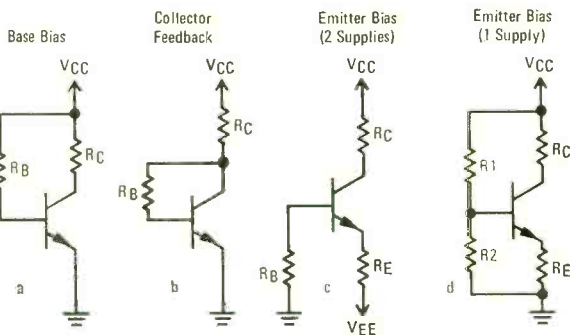 Base Bias
Collector
Feedback
Emitter Bias
(2 Supplies)
Emitter Bias
(1 Supply)
VCC
VCC
VCC
VCC
RB
RC
a
RC
RB
b
RC
RB
c
RE
VEE
R1
RC
R2
RE
d